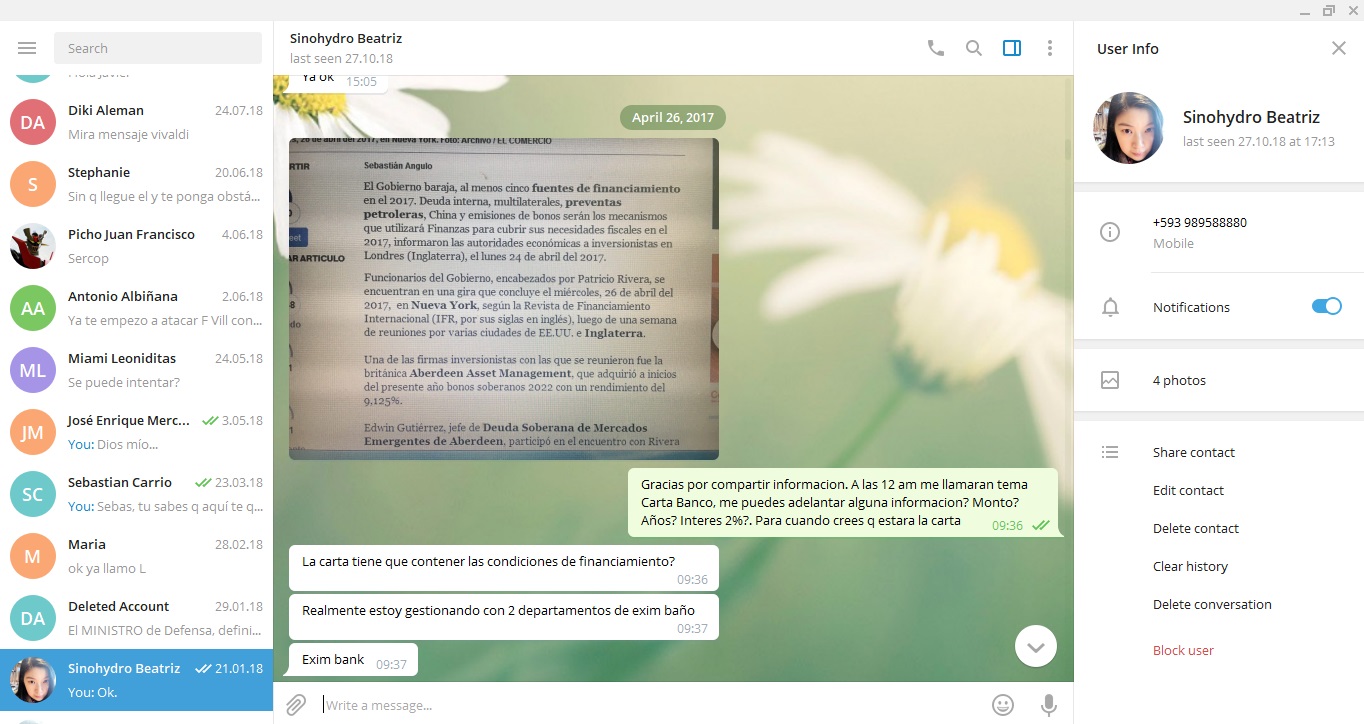 Search
Sinohydro Beatriz
last seen 27.10.18
User Info
Hola Javier
DA
Diki Aleman
24.07.18
Mira mensaje vivaldi
S
Stephanie
20.06.18
Sin q llegue el y te ponga obstá...
Picho Juan Francisco
4.06.18
Sercop
AA
Antonio Albiñana
2.06.18
Ya te empezo a atacar F Vill con...
ML
Miami Leoniditas
24.05.18
Se puede intentar?
JM
José Enrique Merc...
3.05.18
You: Dios mío...
SC
Sebastian Carrio
23.03.18
You: Sebas, tu sabes q aquí te q...
M
Maria
28.02.18
ok ya llamo L
DA
Deleted Account
29.01.18
El MINISTRO de Defensa, defini...
Sinohydro Beatriz
21.01.18
You: Ok.
Ya ok 15:05
April 26, 2017
s, 26 de abril del 2017, en Nueva York. Foto: Archivo / EL COMERCIO
RTIR
Sebastián Angulo
El Gobierno baraja, al menos cinco fuentes de financiamiento
en el 2017. Deuda interna, multilaterales, preventas
petroleras, China y emisiones de bonos serán los mecanismos
que utilizará Finanzas para cubrir sus necesidades fiscales en el
2017, informaron las autoridades económicas a inversionistas en
Londres (Inglaterra), el lunes 24 de abril del 2017.
eet
AR ARTICULO
Funcionarios del Gobierno, encabezados por Patricio Rivera, se
encuentran en una gira que concluye el miércoles, 26 de abril del
2017, en Nueva York, según la Revista de Financiamiento
Internacional (IFR, por sus siglas en inglés), luego de una semana
de reuniones por varias ciudades de EE.UU. e Inglaterra.
Una de las firmas inversionistas con las que se reunieron fue la
británica Aberdeen Asset Management, que adquirió a inicios
del presente año bonos soberanos 2022 con un rendimiento del
9,125%.
Edwin Gutiérrez, jefe de Deuda Soberana de Mercados
Emergentes de Aberdeen, participó en el encuentro con Rivera
Gracias por compartir informacion. A las 12 am me llamaran tema
Carta Banco, me puedes adelantar alguna informacion? Monto?
Años? Interes 2%?. Para cuando crees q estara la carta
09:36
La carta tiene que contener las condiciones de financiamiento?
09:36
Realmente estoy gestionando con 2 departamentos de exim baño
09:37
Exim bank 09:37
Write a message...
Sinohydro Beatriz
last seen 27.10.18 at 17:13
+593 989588880
Mobile
Notifications
4 photos
Share contact
Edit contact
Delete contact
Clear history
Delete conversation
Block user